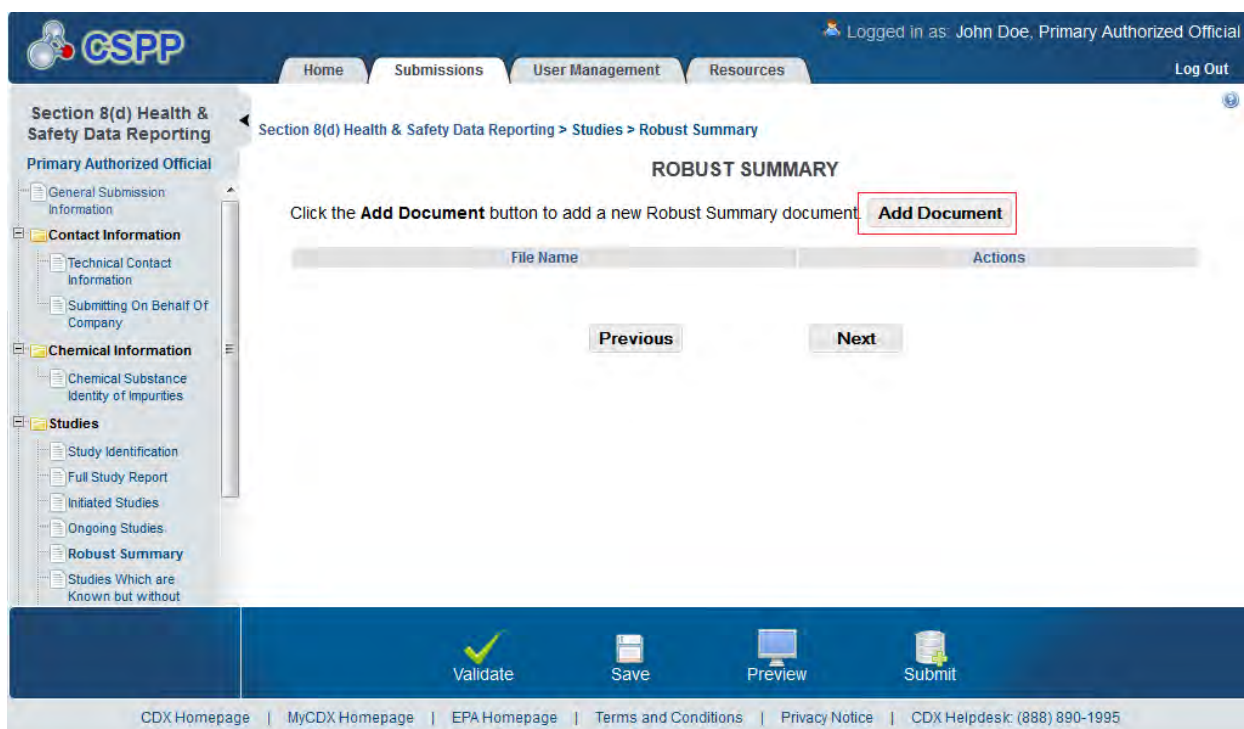 CSPP
Logged in as: John Doe, Primary Authorized Official
Home Submissions User Management Resources
Log Out
Section 8(d) Health &
Safety Data Reporting
Primary Authorized Official
General Submission
Information
Contact Information
Technical Contact
Information
Submitting On Behalf Of
Company
Chemical Information
Chemical Substance
Identity of Impurities
Studies
Study Identification
Full Study Report
Initiated Studies
Ongoing Studies
Robust Summary
Studies Which are
Known but without
Section 8(d) Health & Safety Data Reporting > Studies > Robust Summary
ROBUST SUMMARY
Click the Add Document button to add a new Robust Summary document. Add Document
File Name Actions
Previous Next
Validate Save Preview Submit
CDX Homepage | MyCDX Homepage | EPA Homepage | Terms and Conditions | Privacy Notice | CDX Helpdesk: (888) 890-1995